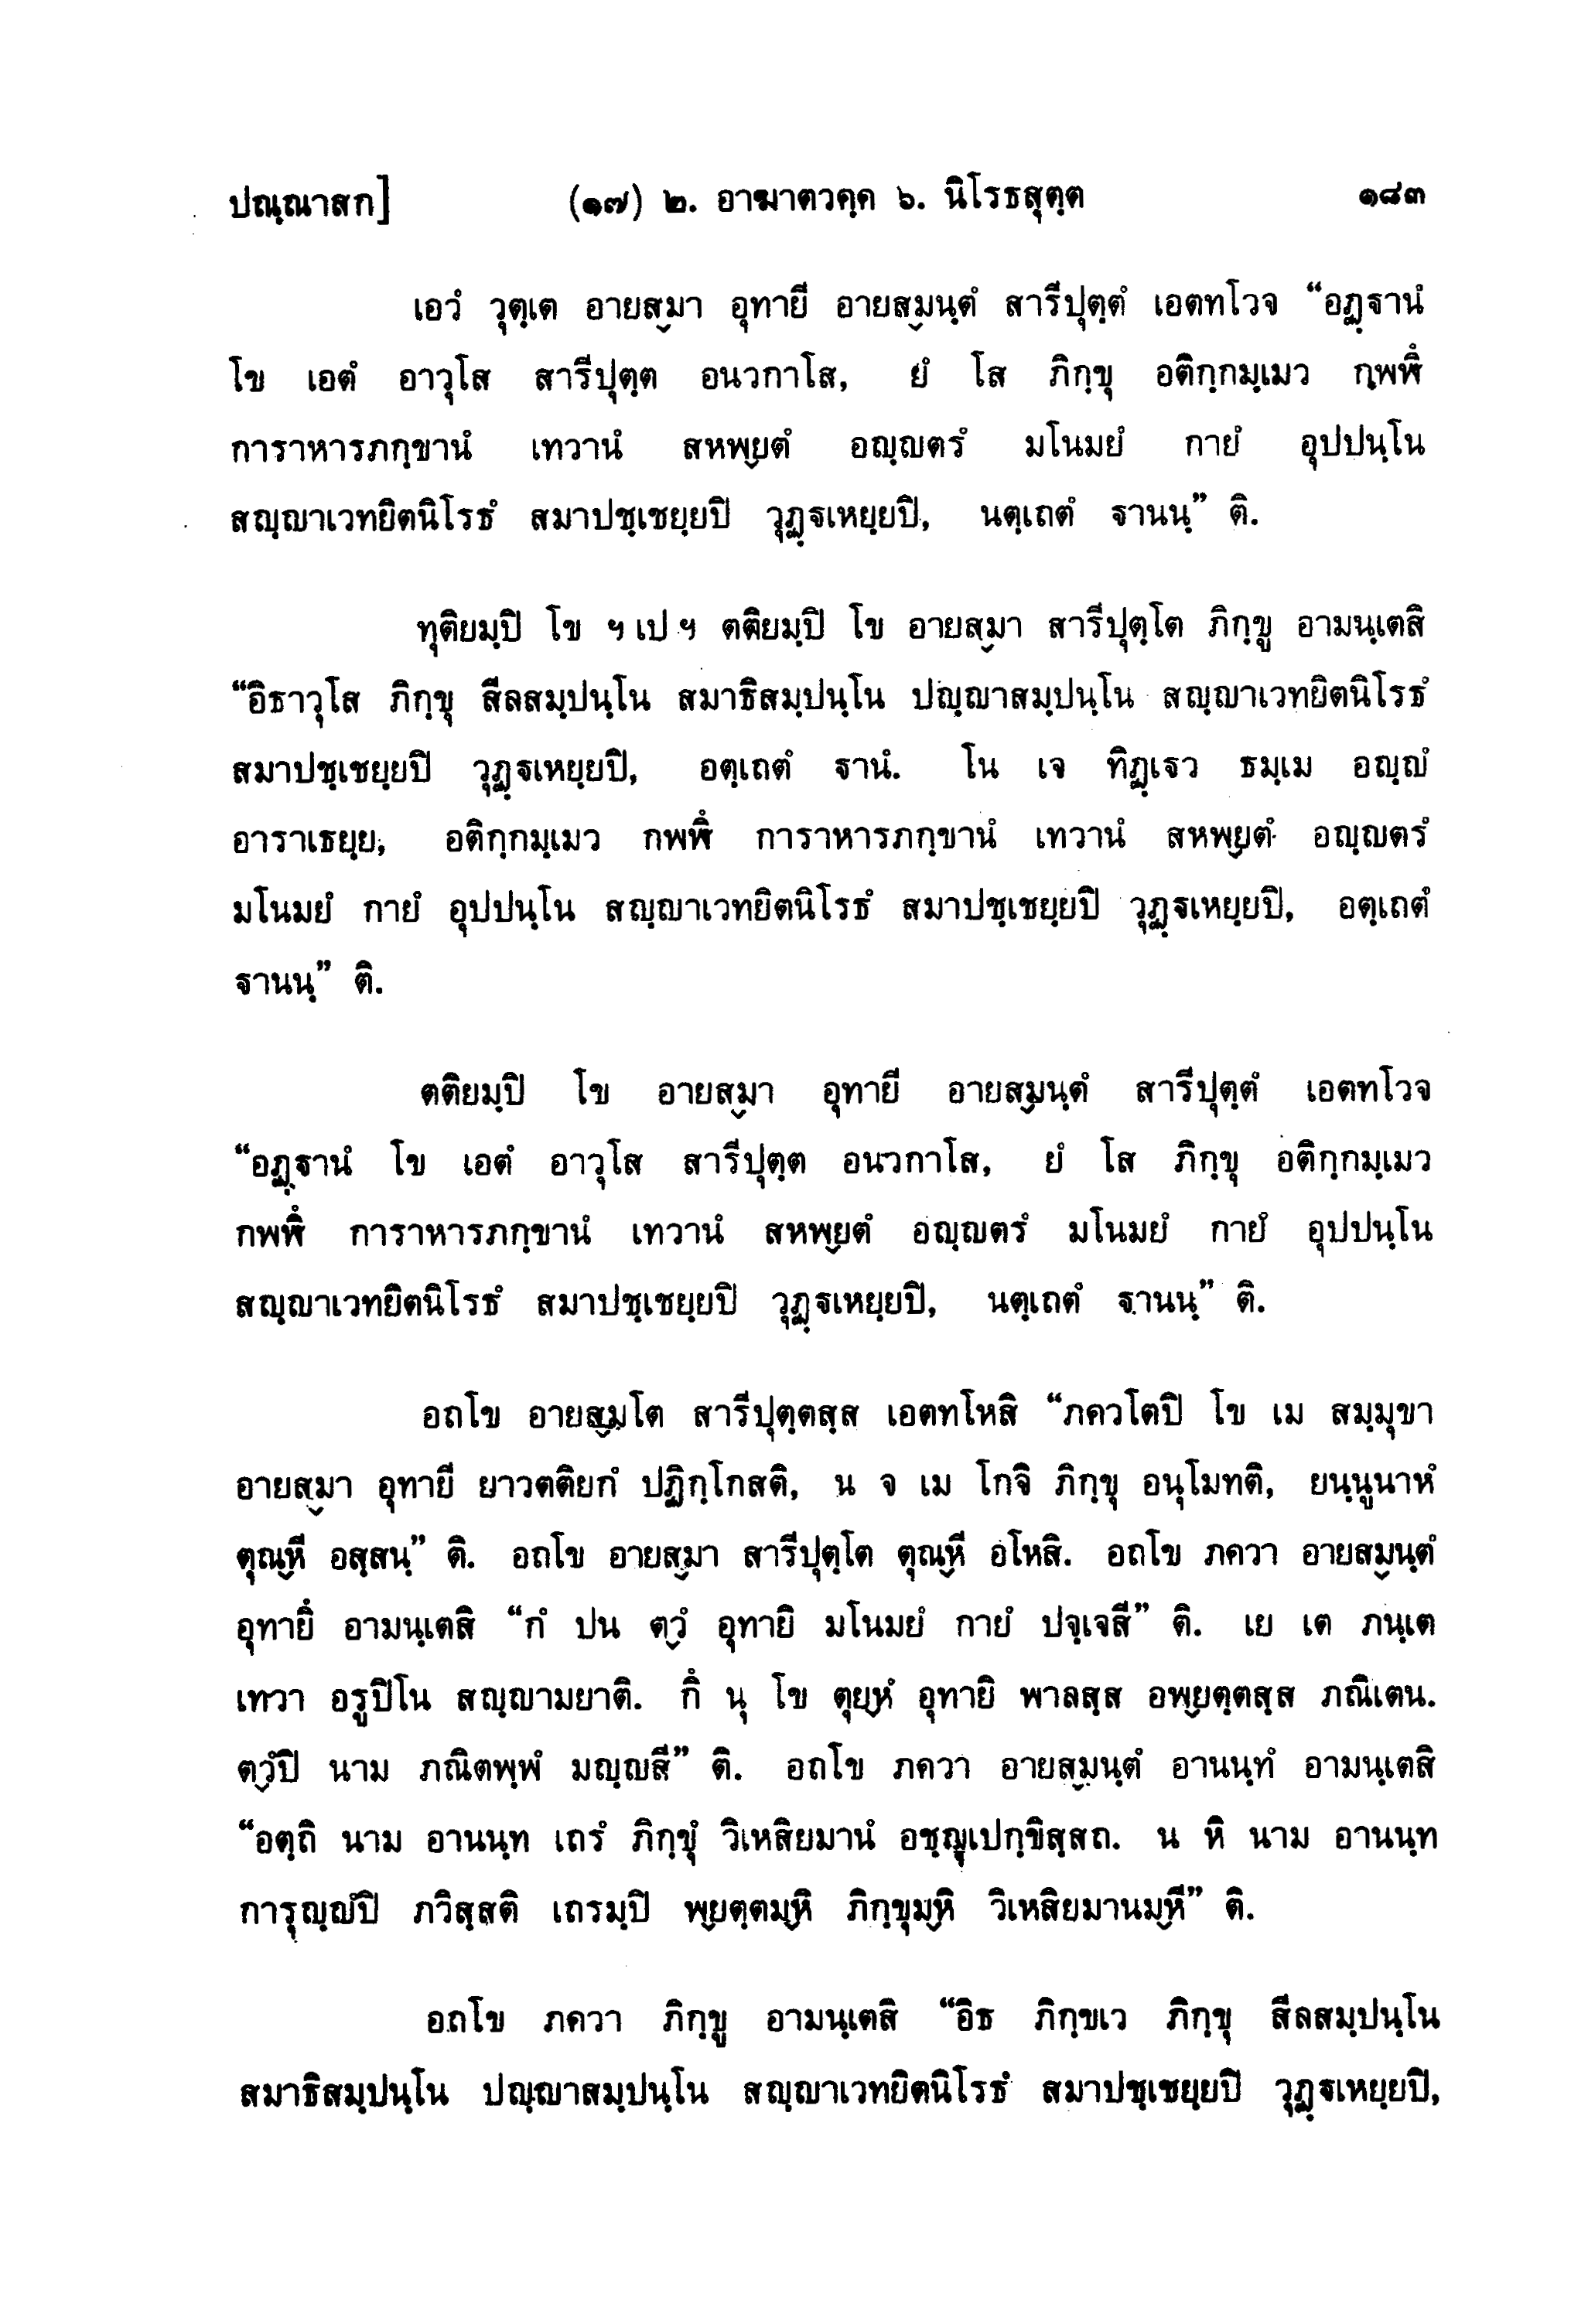 ปณฺณาสก] (๑๗) ๒. อาฆาตวคฺค ๖. นิโรธสุตฺต ๑๘๓
เอวํ วุตฺเต อายสฺมา อุทายี อายสฺมนฺตํ สารีปุตฺตํ เอตทโวจ “อฏฺฐานํ
โข เอตํ อาวุโส สารีปุตฺต อนวกาโส, ยํ โส ภิกฺขุ อติกฺกมฺเมว กพพิํ
การาหารภกฺขานํ เทวานํ สหพฺยตํ อญฺญตรํ มโนมยํ กายํ อุปปนฺโน
สญฺญาเวทยิตนิโรธํ สมาปชฺเชยฺยปิ วุฏฺฐเหยฺยปิ, นตฺเถตํ ฐานนฺ” ติ.
ทุติยมฺปิ โข ฯ เป ฯ ตติยมฺปิ โข อายสฺมา สารีปุตฺโต ภิกฺขู อามนฺเตสิ
“อิธาวุโส ภิกฺขุ สีลสมฺปนฺโน สมาธิสมฺปนฺโน ปญฺญาสมฺปนฺโน สญฺญาเวทยิตนิโรธํ
สมาปชฺเชยฺยปิ วุฏฺฐเหยฺยปิ, อตฺเถตํ ฐานํ. โน เจ ทิฏฺเฐว ธมฺเม อญฺญํ
อาราเธยฺย, อติกฺกมฺเมว กพพิํ การาหารภกฺขานํ เทวานํ สหพฺยตํ อญฺญตรํ
มโนมยํ กายํ อุปปนฺโน สญฺญาเวทยิตนิโรธํ สมาปชฺเชยฺยปิ วุฏฺฐเหยฺยปิ, อตฺเถตํ
ฐานนฺ” ติ.
ตติยมฺปิ โข อายสฺมา อุทายี อายสฺมนฺตํ สารีปุตฺตํ เอตทโวจ
“อฏฺฐานํ โข เอตํ อาวุโส สารีปุตฺต อนวกาโส, ยํ โส ภิกฺขุ อติกฺกมฺเมว
กพพิํ การาหารภกฺขานํ เทวานํ สหพฺยตํ อญฺญตรํ มโนมยํ กายํ อุปปนฺโน
สญฺญาเวทยิตนิโรธํ สมาปชฺเชยฺยปิ วุฏฺฐเหยฺยปิ, นตฺเถตํ ฐานนฺ” ติ.
อถโข อายสฺมโต สารีปุตฺตสฺส เอตทโหสิ “ภควโตปิ โข เม สมฺมุขา
อายสฺมา อุทายี ยาวตติยกํ ปฏิกฺโกสติ, น จ เม โกจิ ภิกฺขุ อนุโมทติ, ยนฺนูนาหํ
ตุณฺหี อสฺสนฺ” ติ. อถโข อายสฺมา สารีปุตฺโต ตุณฺหี อโหสิ. อถโข ภควา อายสฺมนฺตํ
อุทายิํ อามนฺเตสิ “กํ ปน ตฺวํ อุทายิ มโนมยํ กายํ ปจฺเจสี” ติ. เย เต ภนฺเต
เทวา อรูปิโน สญฺญามยาติ. กิํ นุ โข ตุยฺหํ อุทายิ พาลสฺส อพฺยตฺตสฺส ภณิเตน.
ตฺวํปิ นาม ภณิตพฺพํ มญฺญสี” ติ. อถโข ภควา อายสฺมนฺตํ อานนฺทํ อามนฺเตสิ
“อตฺถิ นาม อานนฺท เถรํ ภิกฺขุํ วิเหสิยมานํ อชฺฌุเปกฺขิสฺสถ. น หิ นาม อานนฺท
การุญฺญํปิ ภวิสฺสติ เถรมฺปิ พฺยตฺตมฺหิ ภิกฺขุมฺหิ วิเหสิยมานมฺหี” ติ.
อถโข ภควา ภิกฺขู อามนฺเตสิ “อิธ ภิกฺขเว ภิกฺขุ สีลสมฺปนฺโน
สมาธิสมฺปนฺโน ปญฺญาสมฺปนฺโน สญฺญาเวทยิตนิโรธํ สมาปชฺเชยฺยปิ วุฏฺฐเหยฺยปิ,